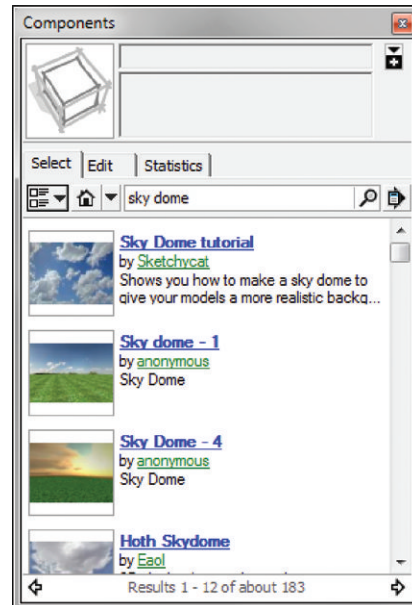 Components
Select Edit Statistics
sky dome
Sky Dome tutorial
by Sketchycat
Shows you how to make a sky dome to
give your models a more realistic backg...
Sky dome - 1
by anonymous
Sky Dome
Sky Dome - 4
by anonymous
Sky Dome
Hoth Skydome
by Eaol
Results 1 - 12 of about 183